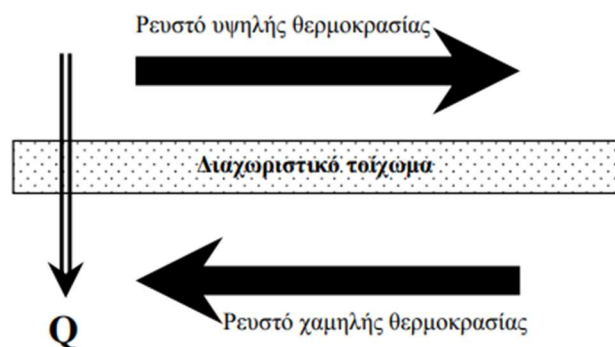 Ρευστό υψηλής θερμοκρασίας
Διαχωριστικό τοίχωμα
Ρευστό χαμηλής θερμοκρασίας
Q